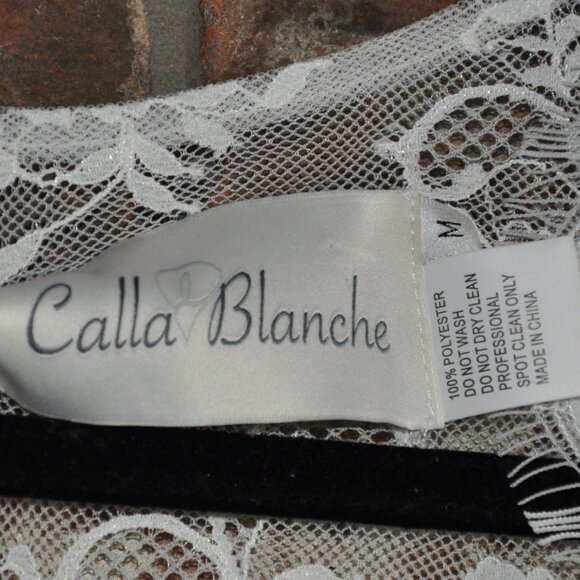 Calla Blanche
M
100% POLYESTER
DO NOT WASH
DO NOT DRY CLEAN
PROFESSIONAL
SPOT CLEAN ONLY
MADE IN CHINA